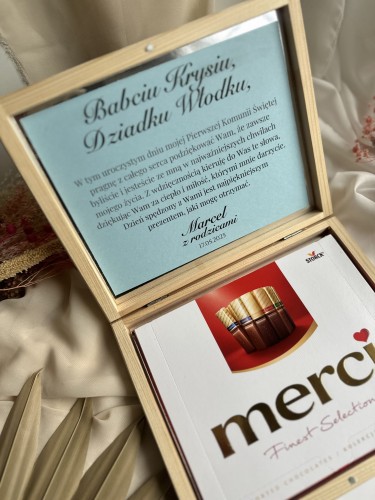 Babciu Krysiu,
Dziadku Włodku,
W tym uroczystym dniu mojej Pierwszej Komunii Świętej
pragnę z całego serca podziękować Wam, że zawsze
byliście i jesteście ze mną w najważniejszych chwilach
mojego życia. Z wdzięcznością kieruję do Was te słowa,
dziękując Wam za ciepło i miłość, którymi mnie darzycie.
Dzień spędzony z Wami jest najpiękniejszym
prezentem, jaki mogę otrzymać.
Marcel
z rodzicami
17.05.2025
STORCK
merci
Finest Selection